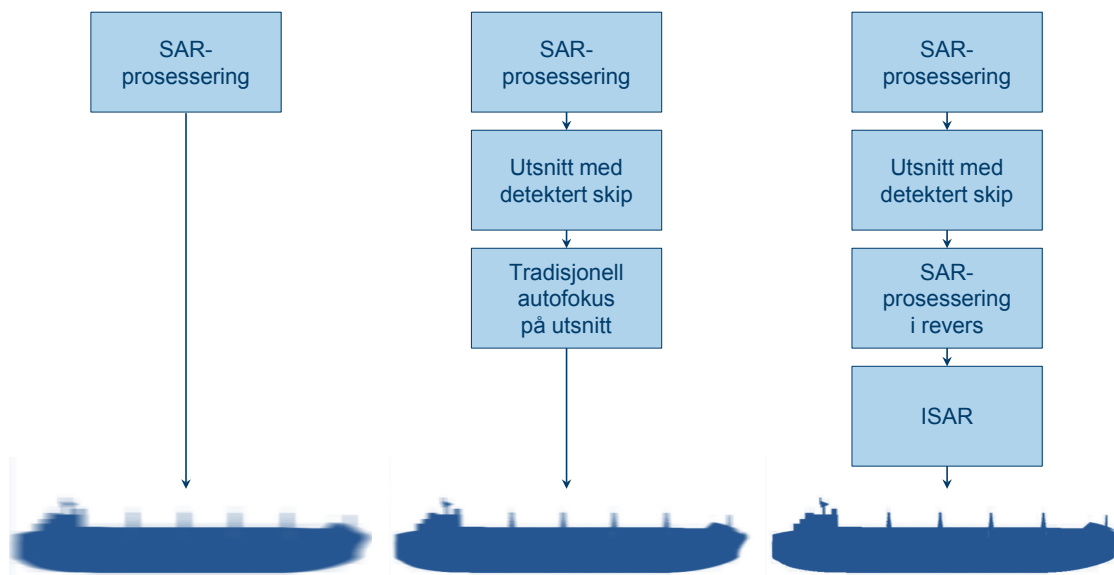 SAR-
prosessering
SAR-
prosessering
Utsnitt med
detektert skip
Tradisjonell
autofokus
på utsnitt
SAR-
prosessering
Utsnitt med
detektert skip
SAR-
prosessering
i revers
ISAR